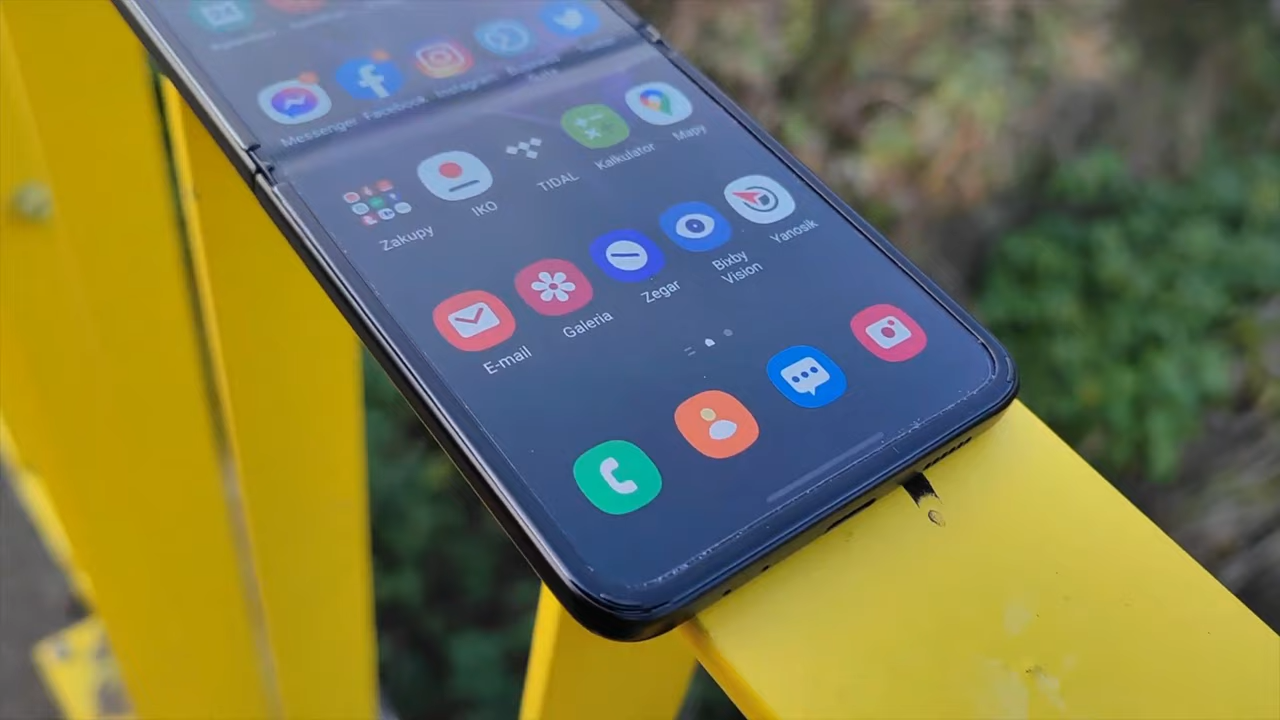 Messenger Facebook Instagram
Zakupy IKO TIDAL Kalkulator Mapy
E-mail Galeria Zegar Bixby Vision Yanosik